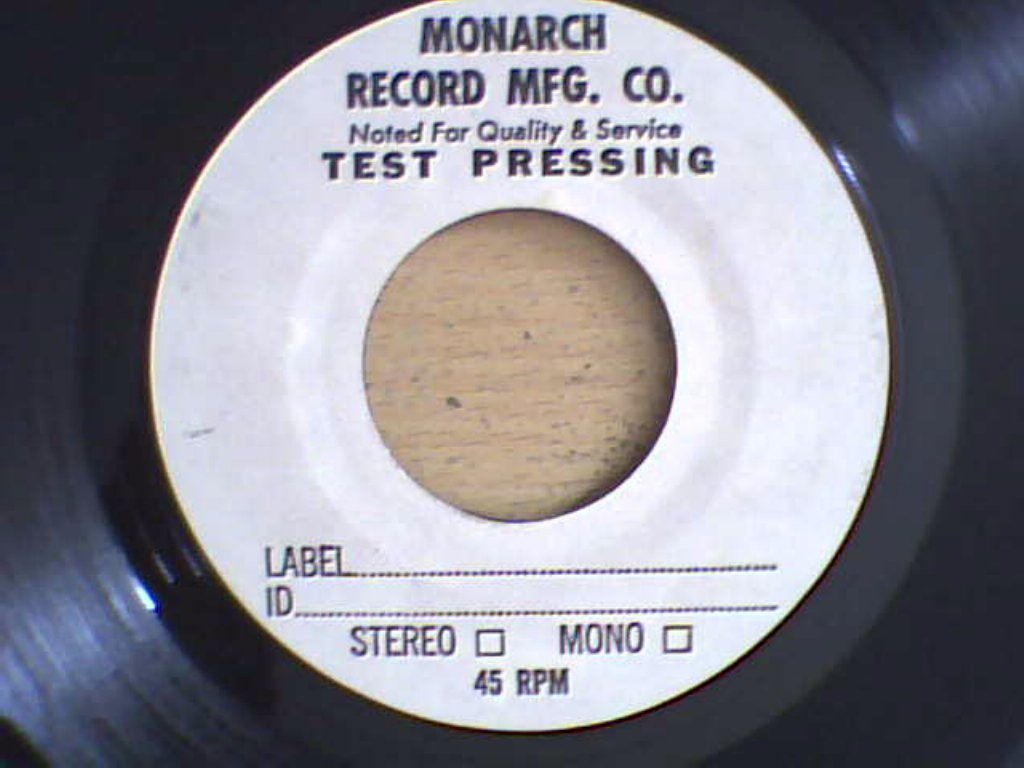 MONARCH
RECORD MFG. CO.
Noted For Quality & Service
TEST PRESSING
LABEL
ID
STEREO □ MONO □
45 RPM